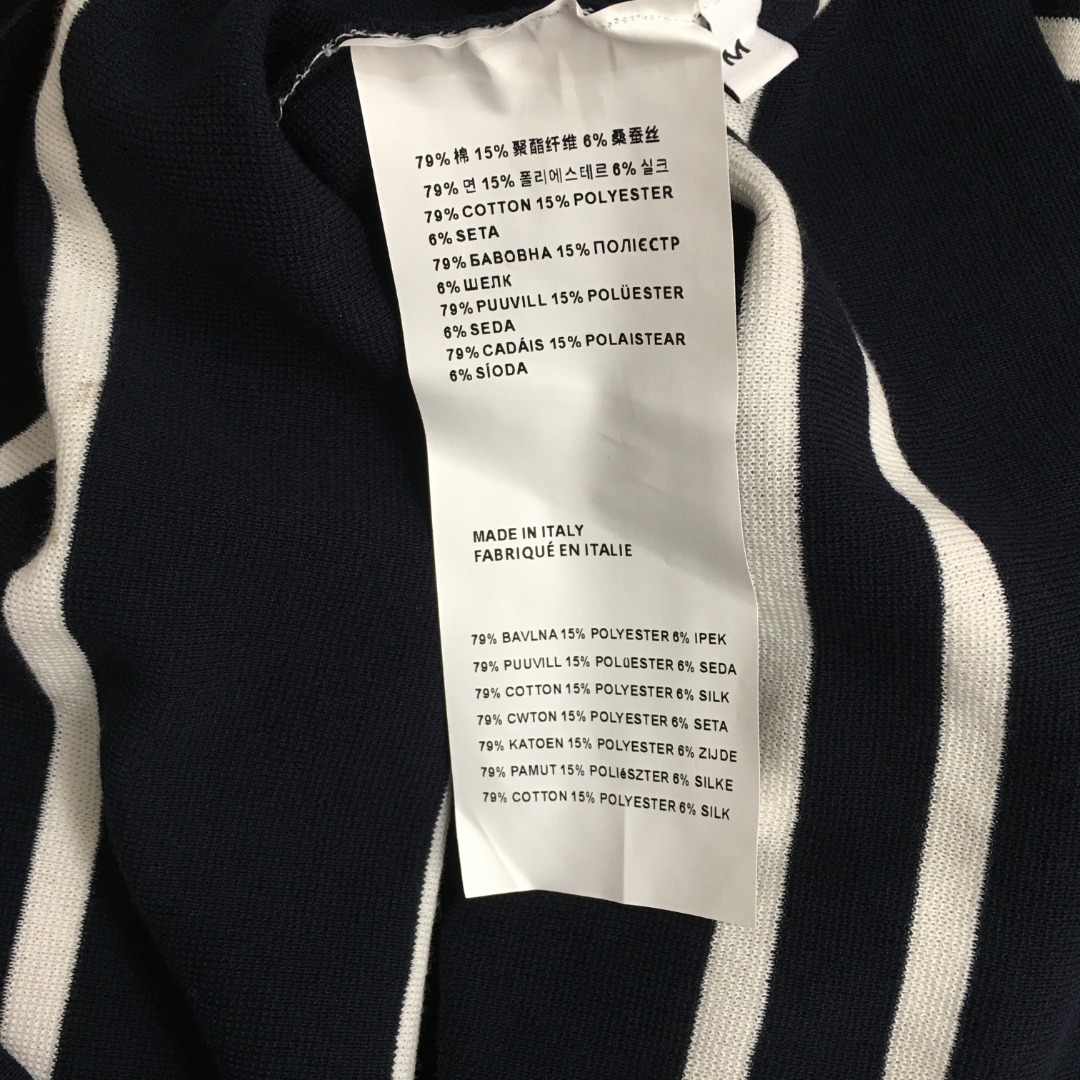 M
79% 棉 15% 聚酯纤维 6% 桑蚕丝
79% 면 15% 폴리에스테르 6% 실크
79% COTTON 15% POLYESTER
6% SETA
79% БАВОВНА 15% ПОЛІЄСТР
6% ШЕЛК
79% PUUVILL 15% POLÜESTER
6% SEDA
79% CADÁIS 15% POLAISTEAR
6% SÍODA
MADE IN ITALY
FABRIQUÉ EN ITALIE
79% BAVLNA 15% POLYESTER 6% IPEK
79% PUUVILL 15% POLüESTER 6% SEDA
79% COTTON 15% POLYESTER 6% SILK
79% CWTON 15% POLYESTER 6% SETA
79% KATOEN 15% POLYESTER 6% ZIJDE
79% PAMUT 15% POLIéSZTER 6% SILKE
79% COTTON 15% POLYESTER 6% SILK